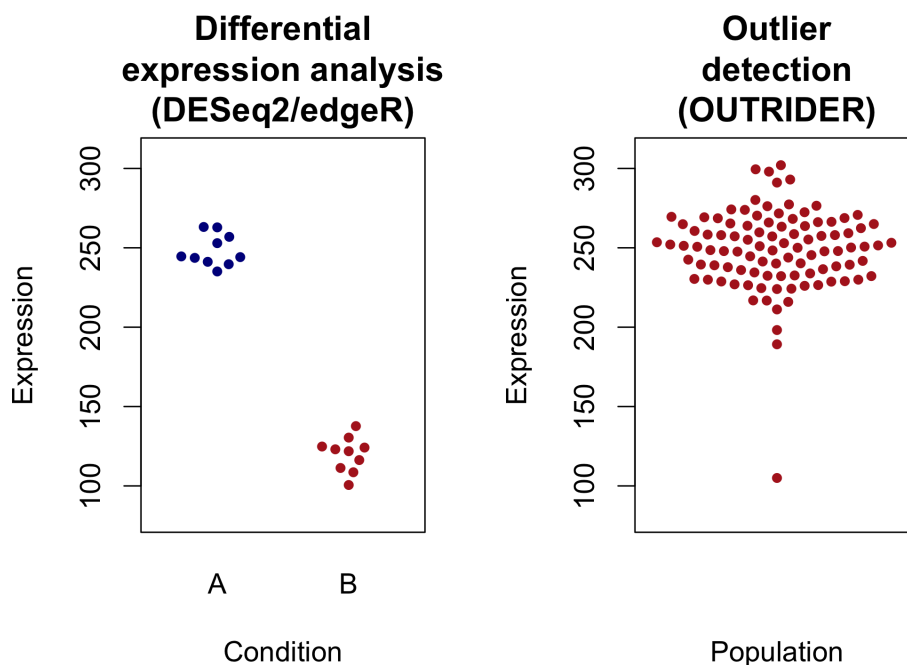 Differential
expression analysis
(DESeq2/edgeR)
Expression
300
250
200
150
100
A B
Condition
Outlier
detection
(OUTRIDER)
Expression
300
250
200
150
100
Population